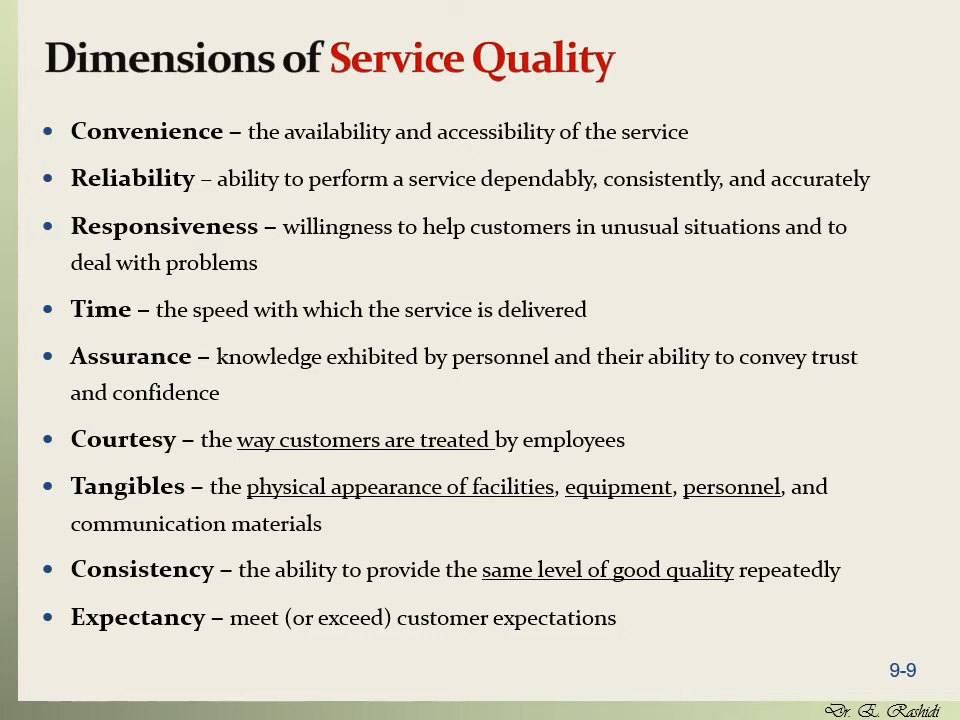 Dimensions of Service Quality
• Convenience – the availability and accessibility of the service
• Reliability – ability to perform a service dependably, consistently, and accurately
• Responsiveness – willingness to help customers in unusual situations and to
deal with problems
• Time – the speed with which the service is delivered
• Assurance – knowledge exhibited by personnel and their ability to convey trust
and confidence
• Courtesy – the way customers are treated by employees
• Tangibles – the physical appearance of facilities, equipment, personnel, and
communication materials
• Consistency – the ability to provide the same level of good quality repeatedly
• Expectancy – meet (or exceed) customer expectations
9-9
Dr. E. Rashidi